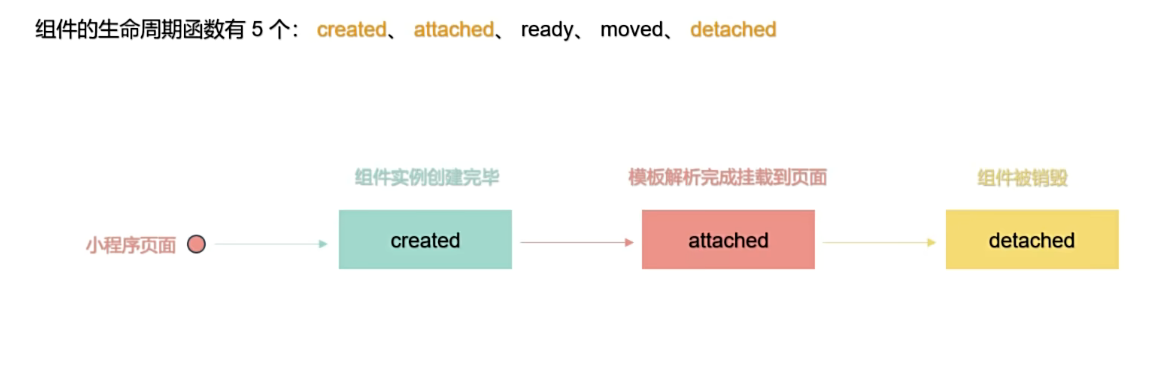 组件的生命周期函数有 5 个： created、 attached、 ready、 moved、 detached
组件实例创建完毕
模板解析完成挂载到页面
组件被销毁
小程序页面
created
attached
detached